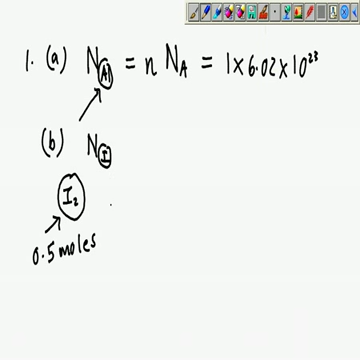 1. (a) N_Al = n N_A = 1 × 6.02 × 10²³
(b) N_I
I₂
0.5 moles